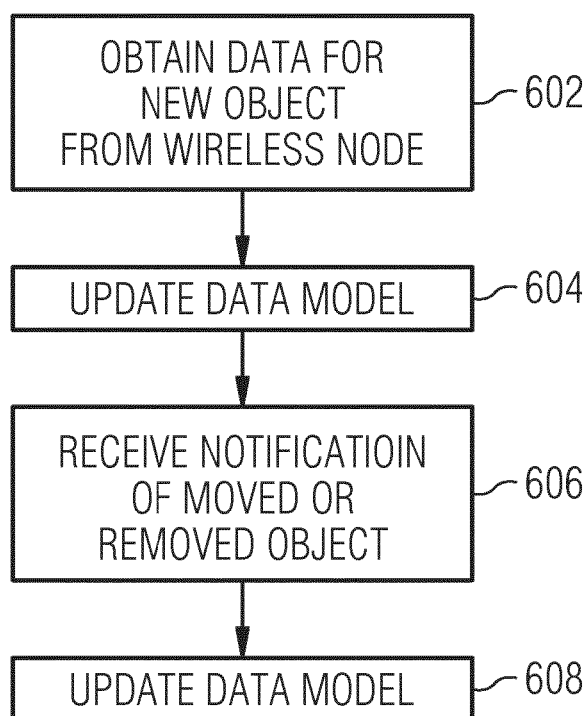 OBTAIN DATA FOR
NEW OBJECT
FROM WIRELESS NODE
602
UPDATE DATA MODEL
604
RECEIVE NOTIFICATIOIN
OF MOVED OR
REMOVED OBJECT
606
UPDATE DATA MODEL
608